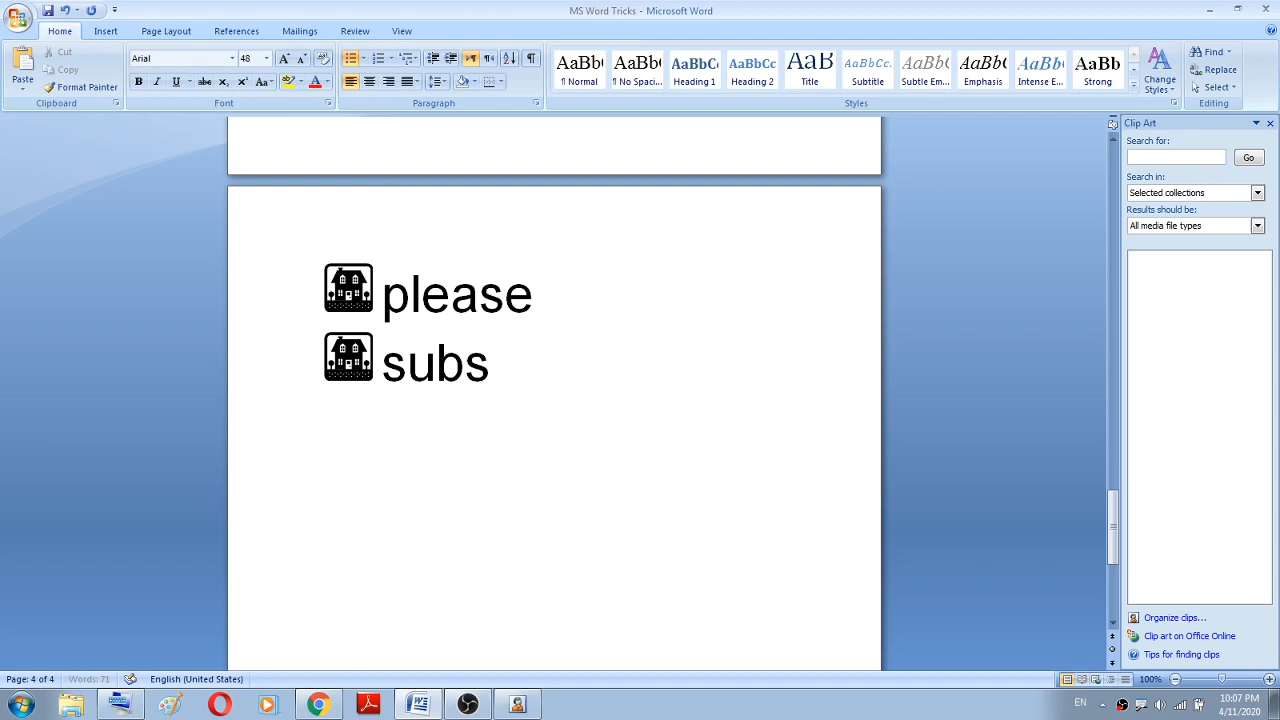 MS Word Tricks - Microsoft Word
Home Insert Page Layout References Mailings Review View
Paste
Cut
Copy
Format Painter
Clipboard
Arial 48
Font
Paragraph
AaBb( AaBb( AaBbC( AaBbCc AaB AaBbCc. AaBb( AaBb( AaBb( AaBb
¶ Normal ¶ No Spaci... Heading 1 Heading 2 Title Subtitle Subtle Em... Emphasis Intense E... Strong
Change Styles
Styles
Find
Replace
Select
Editing
Clip Art
Search for:
Go
Search in:
Selected collections
Results should be:
All media file types
please
subs
Organize clips...
Clip art on Office Online
Tips for finding clips
Page: 4 of 4 Words: 71 English (United States) 100%
EN 10:07 PM
4/11/2020